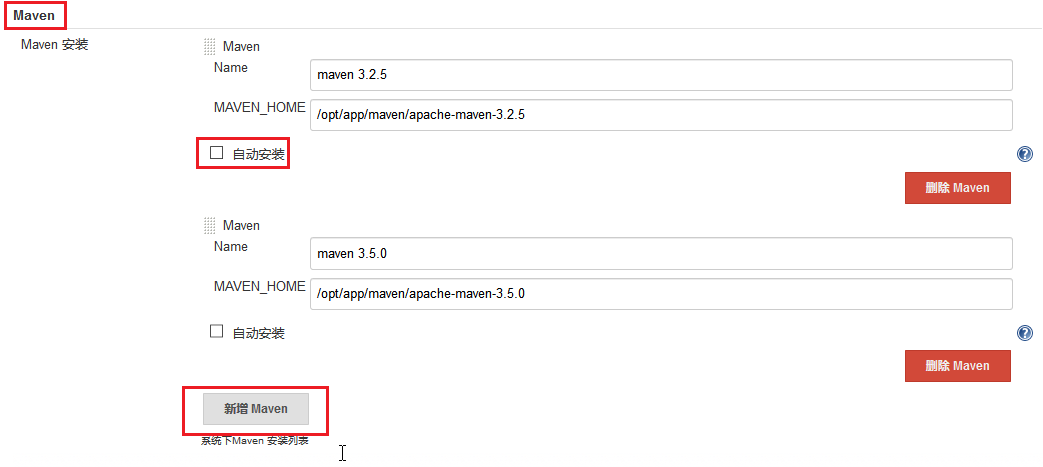 Maven
Maven 安装
Maven
Name
maven 3.2.5
MAVEN_HOME
/opt/app/maven/apache-maven-3.2.5
自动安装
?
删除 Maven
Maven
Name
maven 3.5.0
MAVEN_HOME
/opt/app/maven/apache-maven-3.5.0
自动安装
?
删除 Maven
新增 Maven
系统下Maven 安装列表